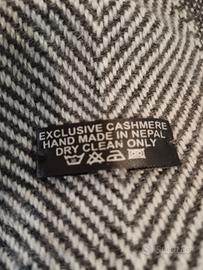 EXCLUSIVE CASHMERE
HAND MADE IN NEPAL
DRY CLEAN ONLY